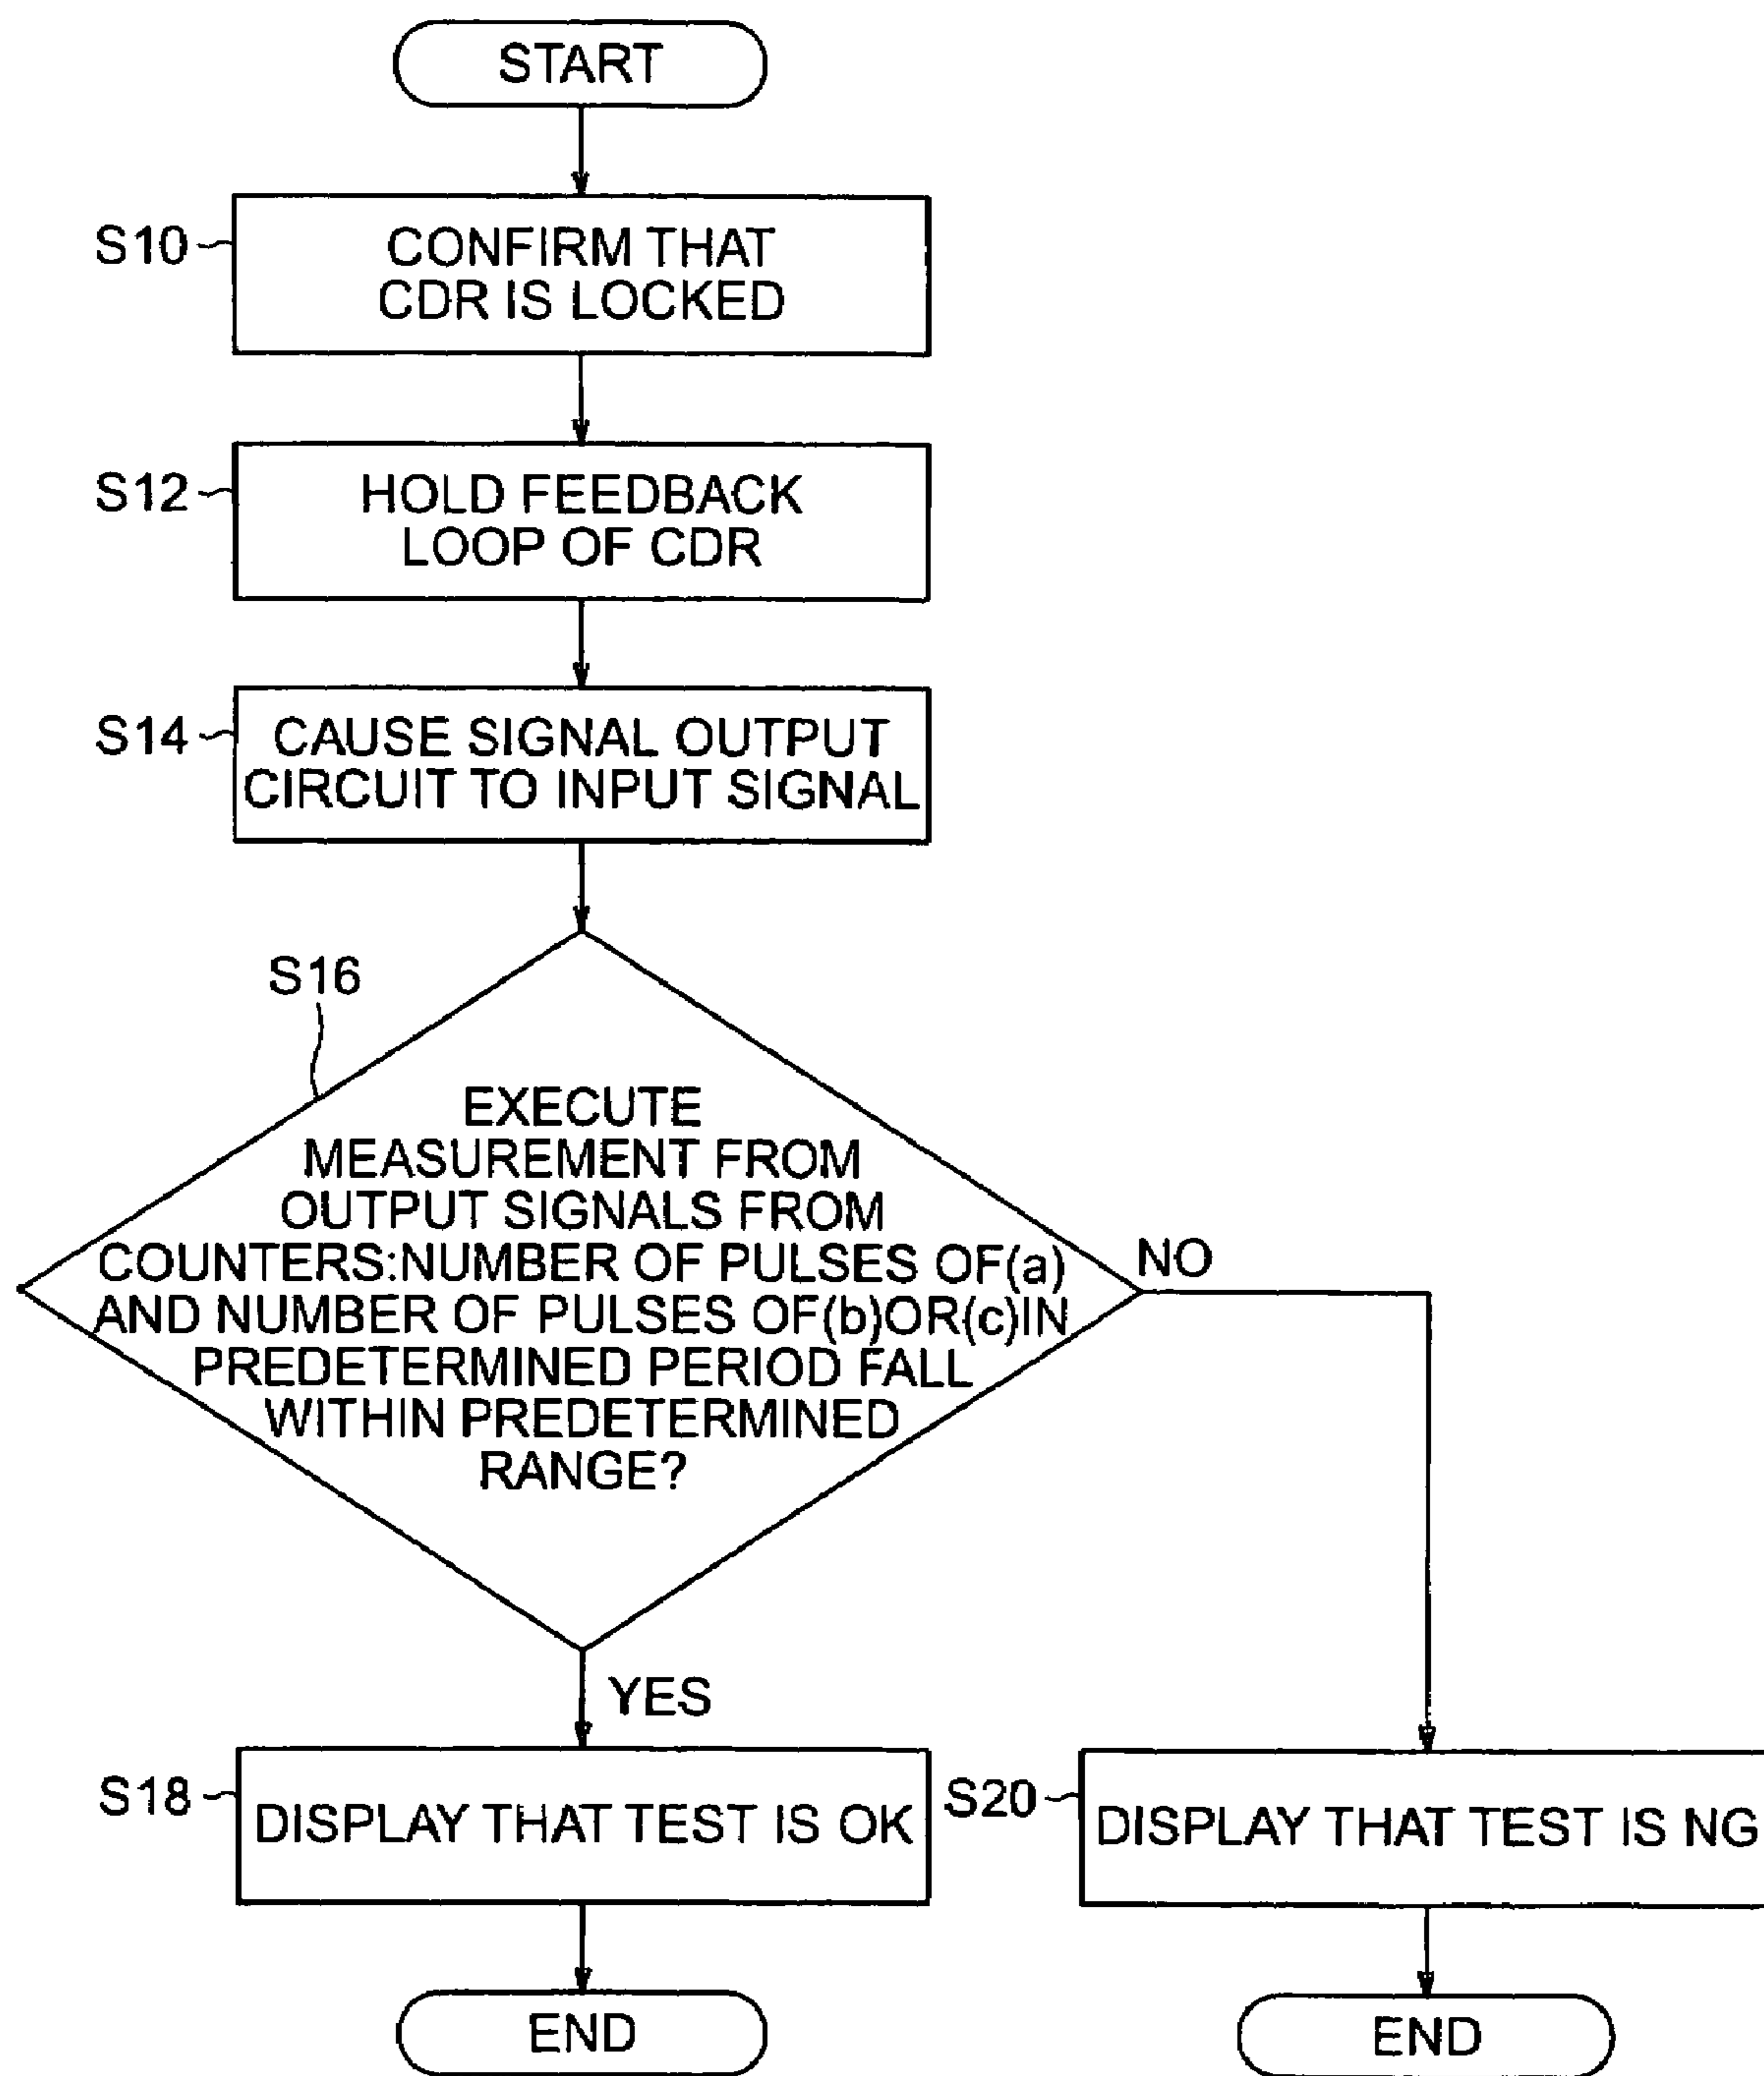 START
S10
CONFIRM THAT
CDR IS LOCKED
S12
HOLD FEEDBACK
LOOP OF CDR
S14
CAUSE SIGNAL OUTPUT
CIRCUIT TO INPUT SIGNAL
S16
EXECUTE
MEASUREMENT FROM
OUTPUT SIGNALS FROM
COUNTERS:NUMBER OF PULSES OF(a)
AND NUMBER OF PULSES OF(b)OR(c)IN
PREDETERMINED PERIOD FALL
WITHIN PREDETERMINED
RANGE?
NO
YES
S18
DISPLAY THAT TEST IS OK
S20
DISPLAY THAT TEST IS NG
END
END